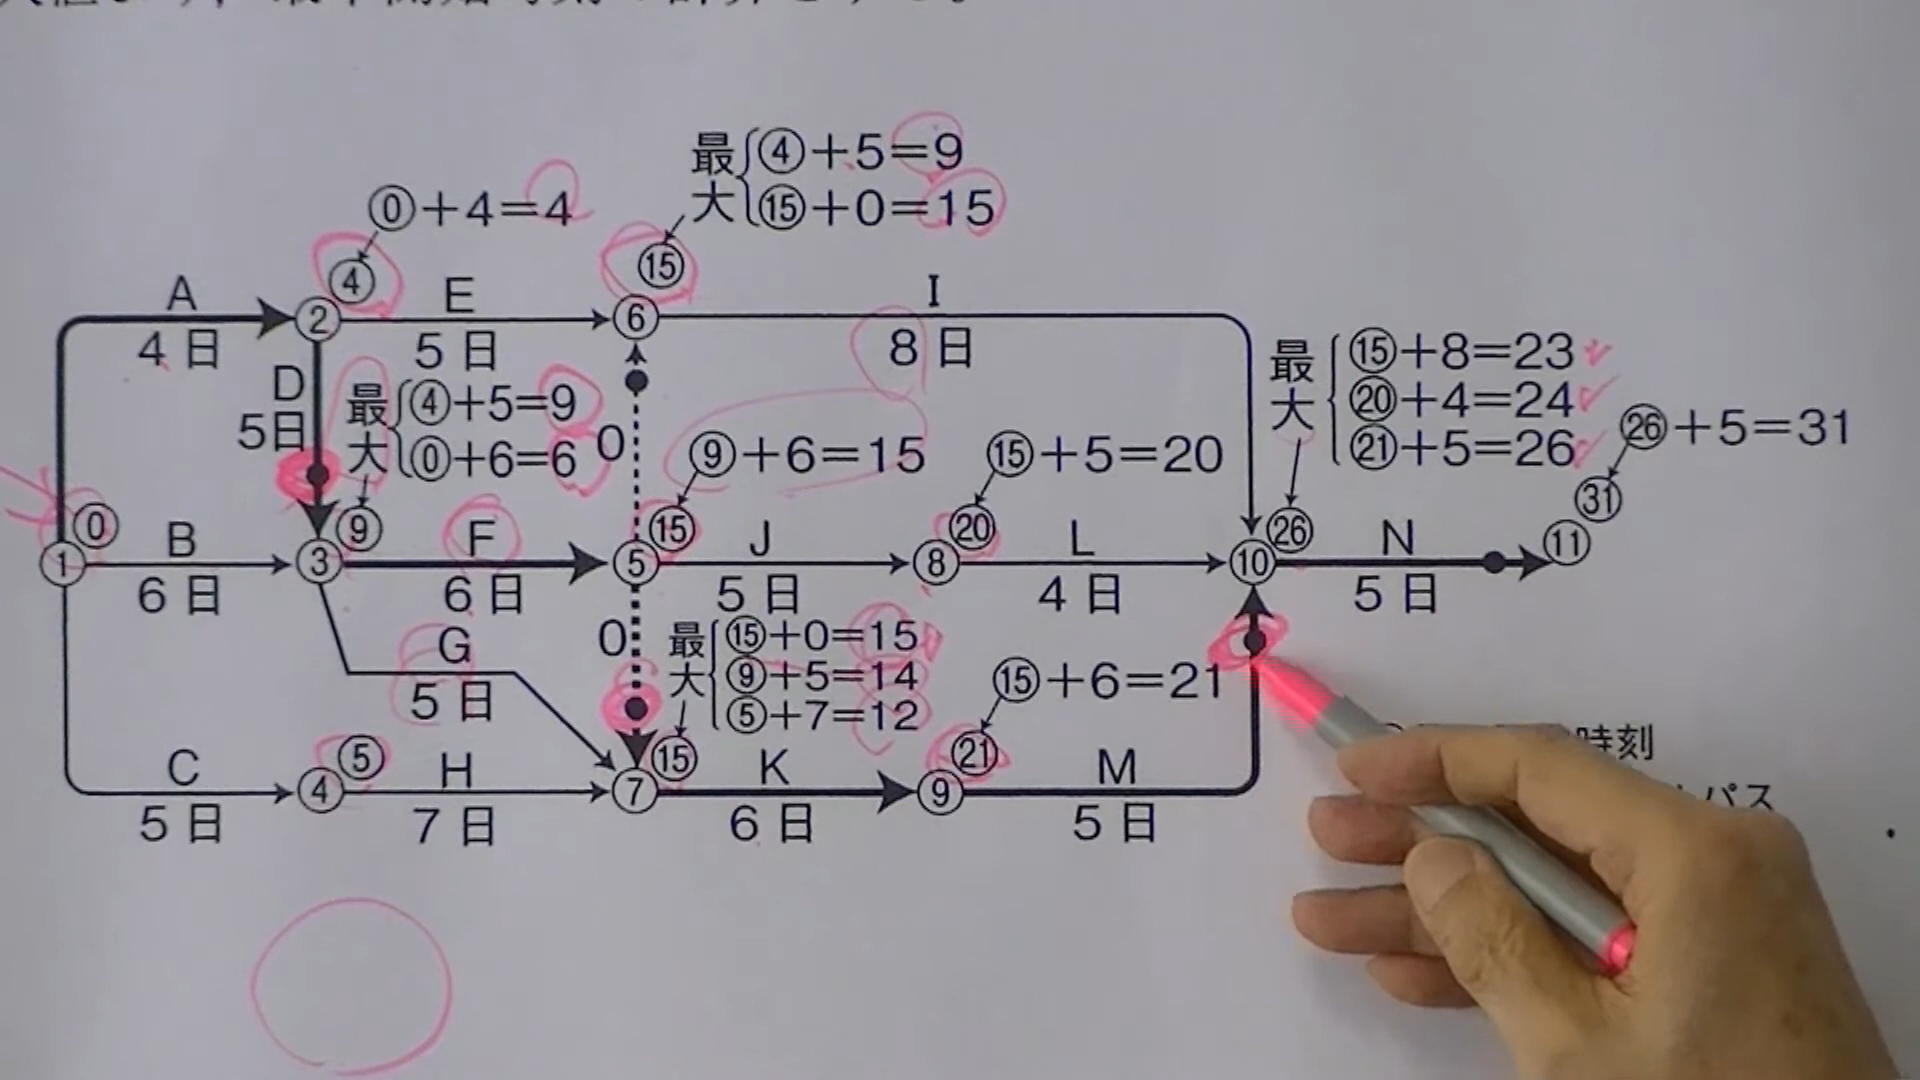 最大 ④+5=9
⑮+0=15
⓪+4=4
④
⑮
A
4日
②
E
5日
⑥
I
8日
D
5日
最大 ④+5=9
⓪+6=6
0
⑨+6=15
⑮+5=20
最大 ⑮+8=23
⑳+4=24
㉑+5=26
㉖+5=31
㉛
⓪
①
B
6日
③
⑨
F
6日
⑤
⑮
J
5日
⑧
⑳
L
4日
⑩
㉖
N
5日
⑪
G
5日
0
最大 ⑮+0=15
⑨+5=14
⑤+7=12
⑮+6=21
C
5日
④
⑤
H
7日
⑦
⑮
K
6日
⑨
㉑
M
5日
時刻
パス